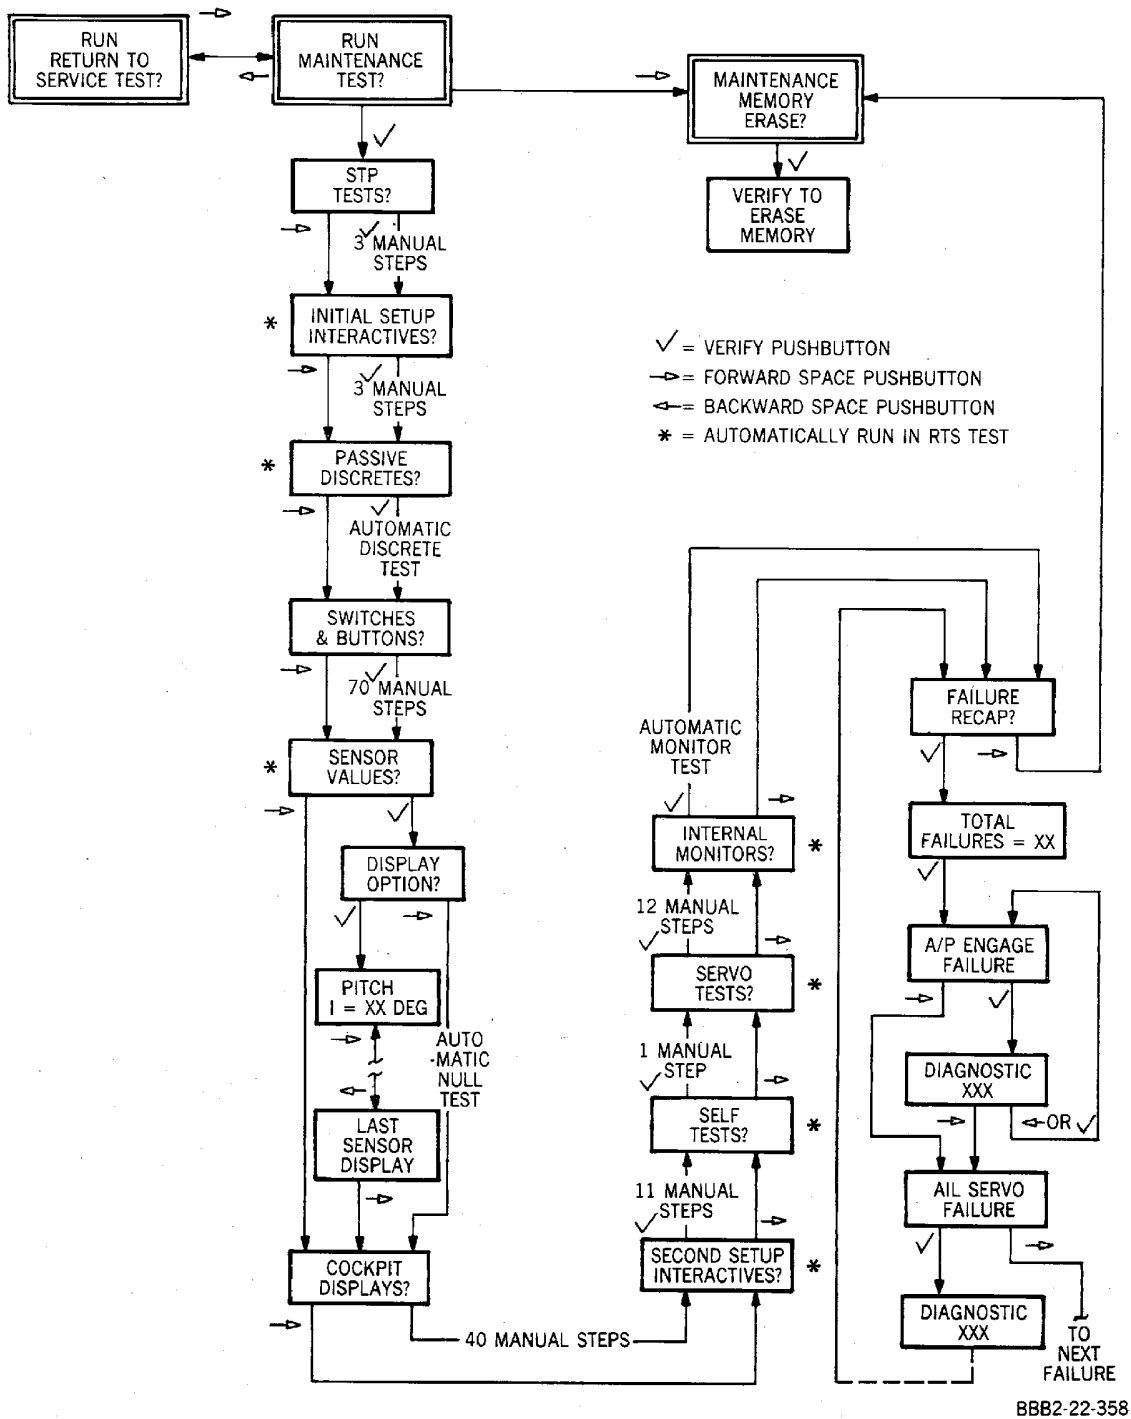 RUN
RETURN TO
SERVICE TEST?
RUN
MAINTENANCE
TEST?
MAINTENANCE
MEMORY
ERASE?
STP
TESTS?
VERIFY TO
ERASE
MEMORY
3 MANUAL
STEPS
* INITIAL SETUP
INTERACTIVES?
✓ = VERIFY PUSHBUTTON
⇨ = FORWARD SPACE PUSHBUTTON
⇦ = BACKWARD SPACE PUSHBUTTON
* = AUTOMATICALLY RUN IN RTS TEST
3 MANUAL
STEPS
* PASSIVE
DISCRETES?
AUTOMATIC
DISCRETE
TEST
SWITCHES
& BUTTONS?
70 MANUAL
STEPS
* SENSOR
VALUES?
DISPLAY
OPTION?
PITCH
1 = XX DEG
AUTO
-MATIC
NULL
TEST
LAST
SENSOR
DISPLAY
COCKPIT
DISPLAYS?
40 MANUAL STEPS
SECOND SETUP *
INTERACTIVES?
11 MANUAL
STEPS
SELF *
TESTS?
1 MANUAL
STEP
SERVO *
TESTS?
12 MANUAL
STEPS
INTERNAL *
MONITORS?
AUTOMATIC
MONITOR
TEST
FAILURE
RECAP?
TOTAL
FAILURES = XX
A/P ENGAGE
FAILURE
DIAGNOSTIC
XXX
OR ✓
AIL SERVO
FAILURE
DIAGNOSTIC
XXX
TO
NEXT
FAILURE
BBB2-22-358